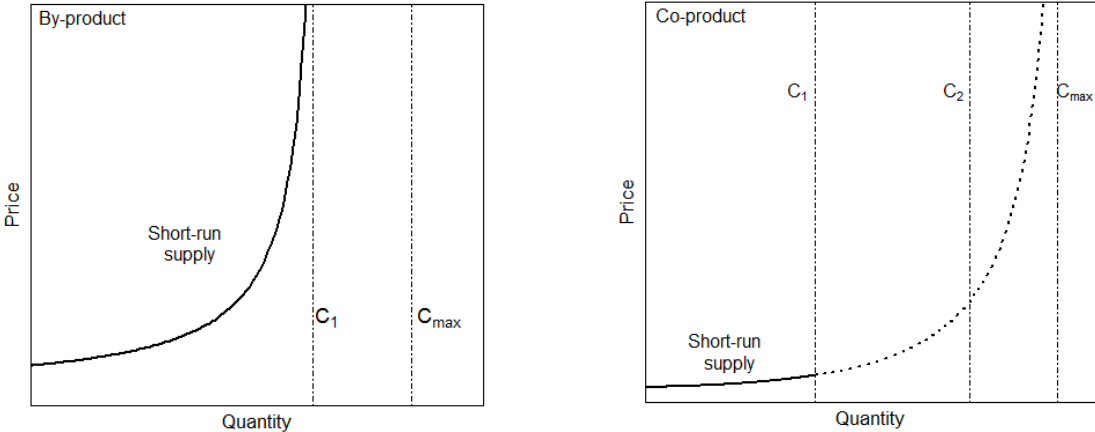 By-product
Price
Short-run
supply
C₁
Cmax
Quantity
Co-product
C₁
C₂
Cmax
Price
Short-run
supply
Quantity